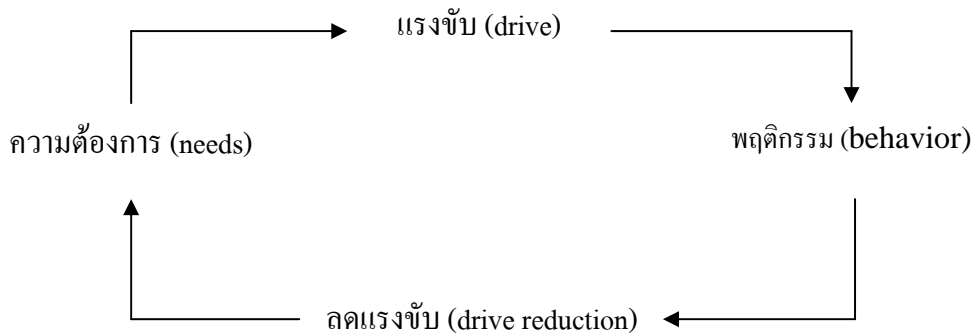 แรงขับ (drive)
ความต้องการ (needs)
พฤติกรรม (behavior)
ลดแรงขับ (drive reduction)